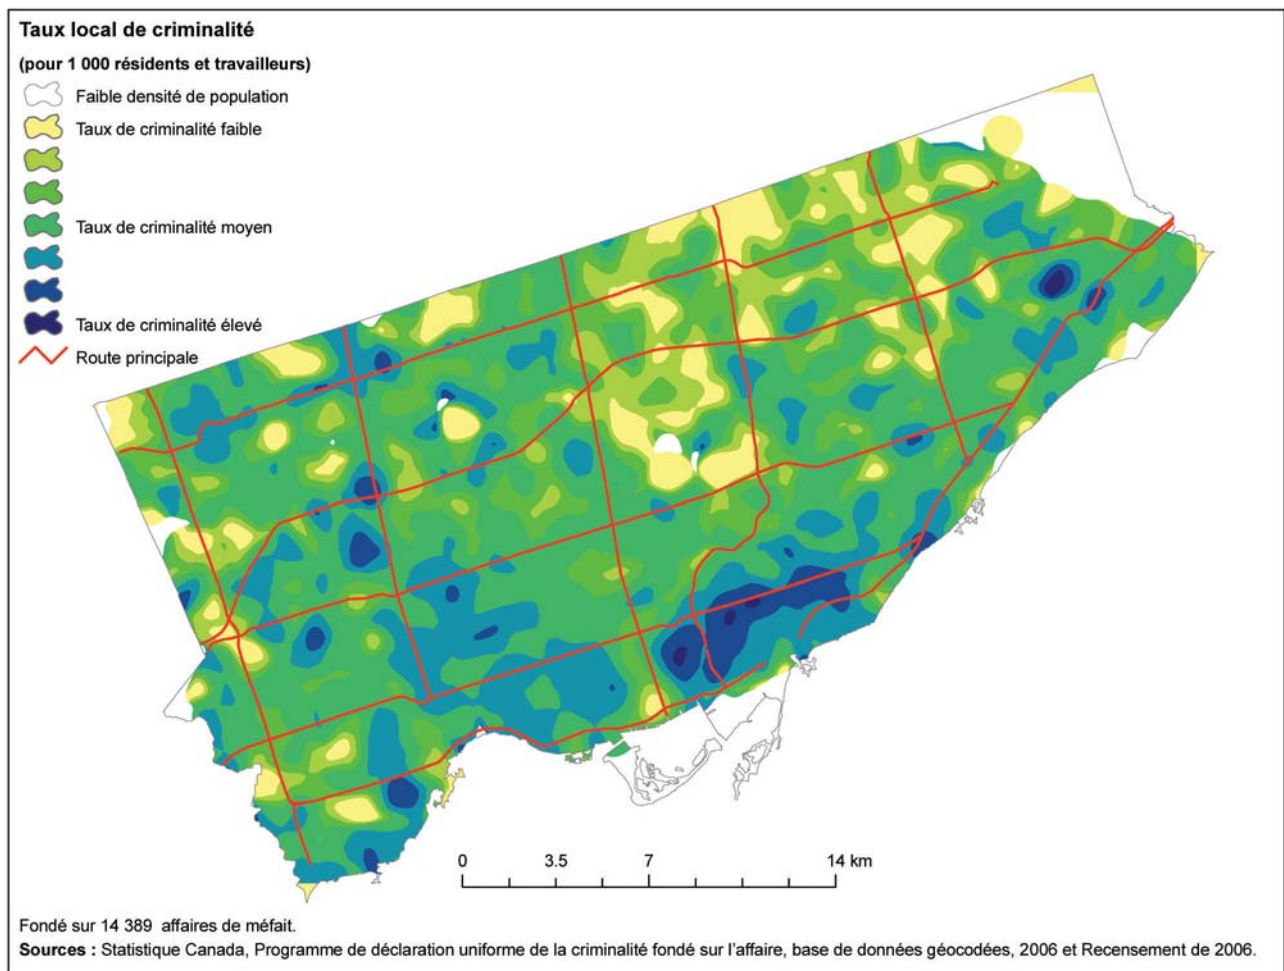 Taux local de criminalité
(pour 1 000 résidents et travailleurs)
Faible densité de population
Taux de criminalité faible
Taux de criminalité moyen
Taux de criminalité élevé
Route principale
0 3.5 7 14 km
Fondé sur 14 389 affaires de méfait.
Sources : Statistique Canada, Programme de déclaration uniforme de la criminalité fondé sur l'affaire, base de données géocodées, 2006 et Recensement de 2006.